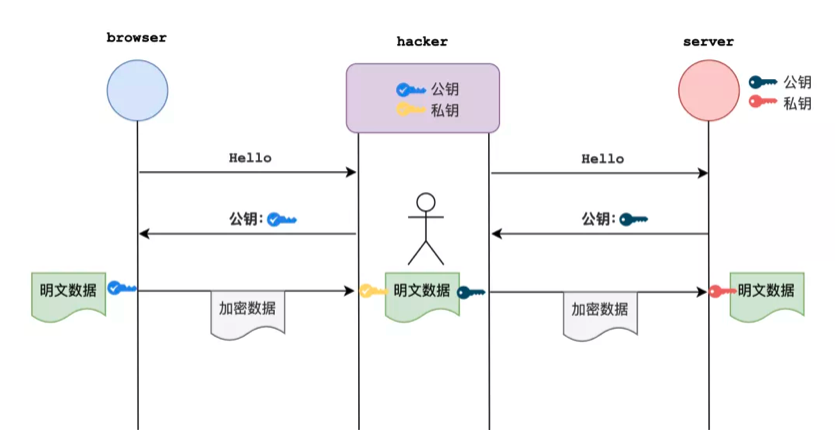 browser
hacker
server
公钥
私钥
公钥
私钥
Hello
Hello
公钥:
公钥:
明文数据
加密数据
明文数据
加密数据
明文数据